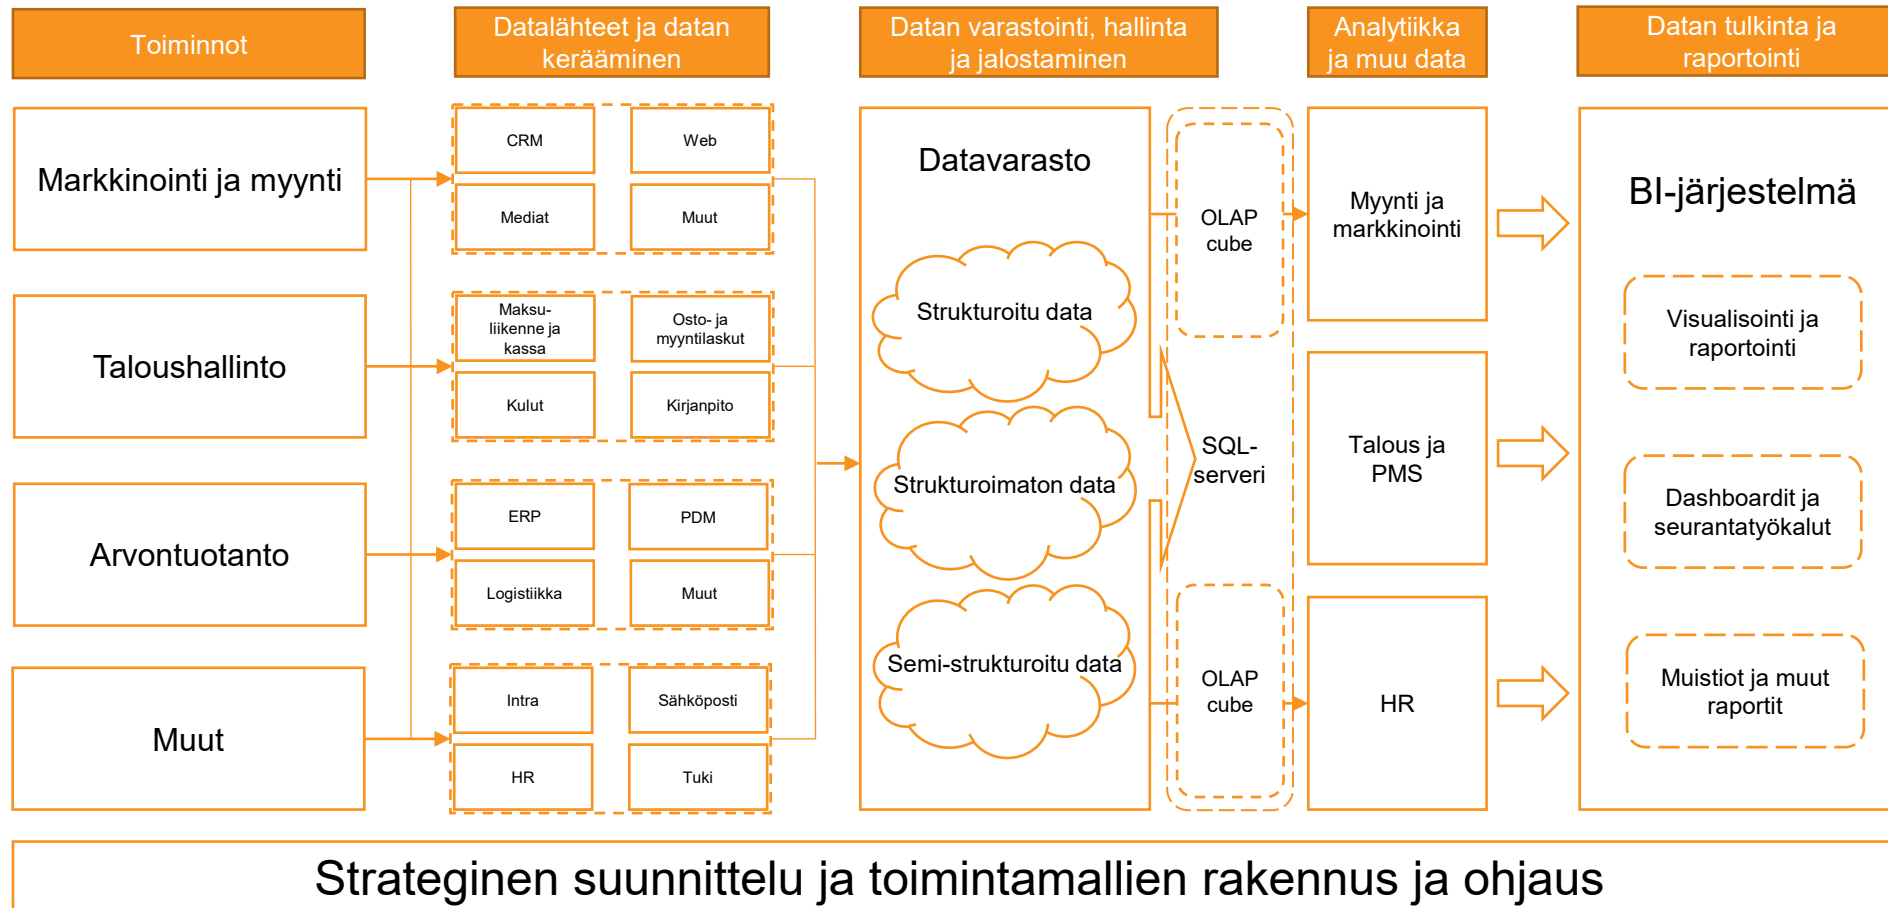 Toiminnot
Datalähteet ja datan
kerääminen
Datan varastointi, hallinta
ja jalostaminen
Analytiikka
ja muu data
Datan tulkinta ja
raportointi
Markkinointi ja myynti
Taloushallinto
Arvontuotanto
Muut
CRM
Web
Mediat
Muut
Maksu-
liikenne ja
kassa
Osto- ja
myyntilaskut
Kulut
Kirjanpito
ERP
PDM
Logistiikka
Muut
Intra
Sähköposti
HR
Tuki
Datavarasto
Strukturoitu data
Strukturoimaton data
Semi-strukturoitu data
OLAP
cube
SQL-
serveri
OLAP
cube
Myynti ja
markkinointi
Talous ja
PMS
HR
BI-järjestelmä
Visualisointi ja
raportointi
Dashboardit ja
seurantatyökalut
Muistiot ja muut
raportit
Strateginen suunnittelu ja toimintamallien rakennus ja ohjaus